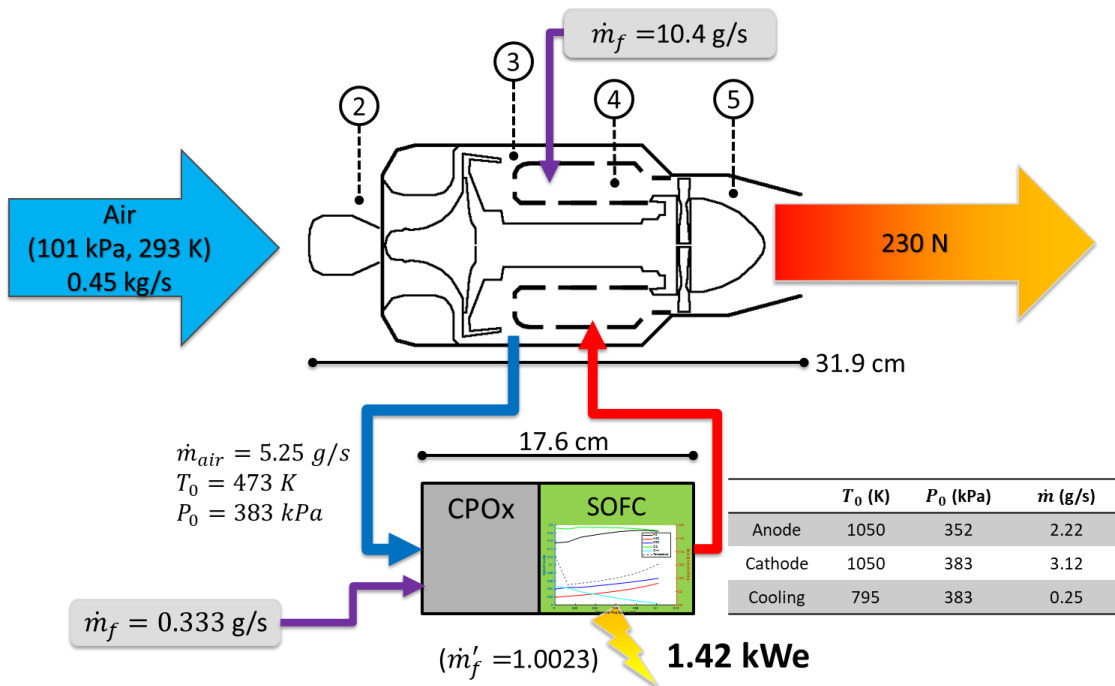 ṁ_f = 10.4 g/s
2
3
4
5
Air
(101 kPa, 293 K)
0.45 kg/s
230 N
31.9 cm
ṁ_air = 5.25 g/s
T_0 = 473 K
P_0 = 383 kPa
17.6 cm
CPOx
SOFC
T_0 (K) P_0 (kPa) ṁ (g/s)
Anode 1050 352 2.22
Cathode 1050 383 3.12
Cooling 795 383 0.25
ṁ_f = 0.333 g/s
(ṁ′_f = 1.0023)
1.42 kWe